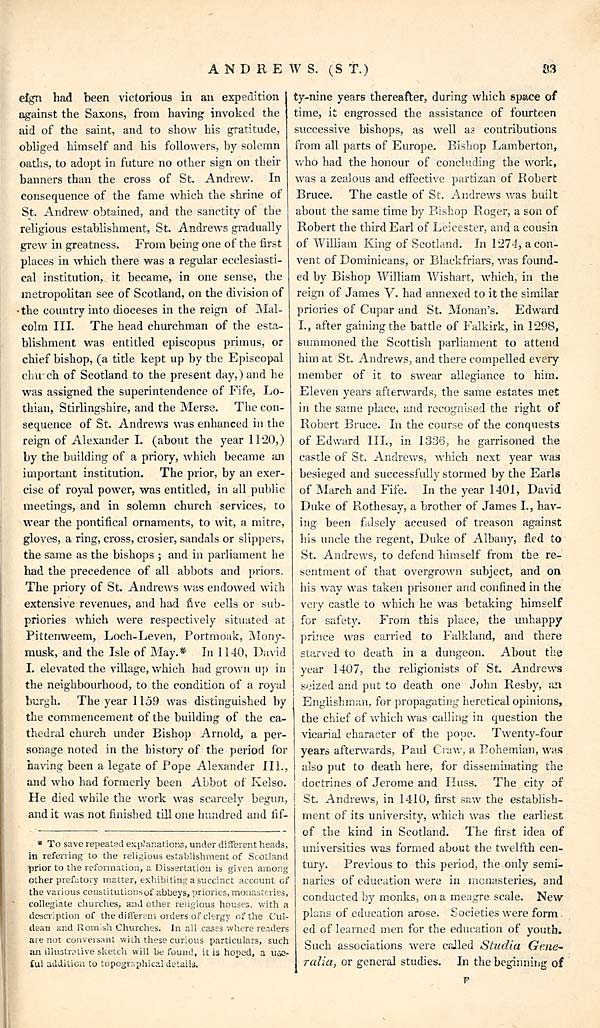 ANDREWS. (ST.) 33
eign had been victorious in an expedition
against the Saxons, from having invoked the
aid of the saint, and to show his gratitude,
obliged himself and his followers, by solemn
oaths, to adopt in future no other sign on their
banners than the cross of St. Andrew. In
consequence of the fame which the shrine of
St. Andrew obtained, and the sanctity of the
religious establishment, St. Andrews gradually
grew in greatness. From being one of the first
places in which there was a regular ecclesiasti-
cal institution, it became, in one sense, the
metropolitan see of Scotland, on the division of
the country into dioceses in the reign of Mal-
colm III. The head churchman of the esta-
blishment was entitled episcopus primus, or
chief bishop, (a title kept up by the Episcopal
church of Scotland to the present day,) and he
was assigned the superintendence of Fife, Lo-
thian, Stirlingshire, and the Merse. The con-
sequence of St. Andrews was enhanced in the
reign of Alexander I. (about the year 1120,)
by the building of a priory, which became an
important institution. The prior, by an exer-
cise of royal power, was entitled, in all public
meetings, and in solemn church services, to
wear the pontifical ornaments, to wit, a mitre,
gloves, a ring, cross, crosier, sandals or slippers,
the same as the bishops ; and in parliament he
had the precedence of all abbots and priors.
The priory of St. Andrews was endowed with
extensive revenues, and had five cells or sub-
priories which were respectively situated at
Pittenweem, Loch-Leven, Portmoak, Mony-
musk, and the Isle of May.* In 1140, David
I. elevated the village, which had grown up in
the neighbourhood, to the condition of a royal
burgh. The year 1159 was distinguished by
the commencement of the building of the ca-
thedral church under Bishop Arnold, a per-
sonage noted in the history of the period for
having been a legate of Pope Alexander III.,
and who had formerly been Abbot of Kelso.
He died while the work was scarcely begun,
and it was not finished till one hundred and fif-
* To save repeated explanations, under different heads,
in referring to the religious establishment of Scotland
prior to the reformation, a Dissertation is given among
other prefatory matter, exhibiting a succinct account of
the various constitutions of abbeys, priories, monasteries,
collegiate churches, and other religious houses, with a
description of the different orders of clergy of the Cul-
dean and Romish Churches. In all cases where readers
are not conversant with these curious particulars, such
an illustrative sketch will be found, it is hoped, a use-
ful addition to topographical details.
ty-nine years thereafter, during which space of
time, it engrossed the assistance of fourteen
successive bishops, as well as contributions
from all parts of Europe. Bishop Lamberton,
who had the honour of concluding the work,
was a zealous and effective partizan of Robert
Bruce. The castle of St. Andrews was built
about the same time by Bishop Roger, a son of
Robert the third Earl of Leicester, and a cousin
of William King of Scotland. In 1274, a con-
vent of Dominicans, or Blackfriars, was found-
ed by Bishop William Wishart, which, in the
reign of James V. had annexed to it the similar
priories of Cupar and St. Monan's. Edward
I., after gaining the battle of Falkirk, in 1298,
summoned the Scottish parliament to attend
him at St. Andrews, and there compelled every
member of it to swear allegiance to him.
Eleven years afterwards, the same estates met
in the same place, and recognised the right of
Robert Bruce. In the course of the conquests
of Edward III., in 1336, he garrisoned the
castle of St. Andrews, which next year was
besieged and successfully stormed by the Earls
of March and Fife. In the year 1401, David
Duke of Rothesay, a brother of James I., hav-
ing been falsely accused of treason against
his uncle the regent, Duke of Albany, fled to
St. Andrews, to defend himself from the re-
sentment of that overgrown subject, and on
his way was taken prisoner and confined in the
very castle to which he was betaking himself
for safety. From this place, the unhappy
prince was carried to Falkland, and there
starved to death in a dungeon. About the
year 1407, the religionists of St. Andrews
seized and put to death one John Resby, an
Englishman, for propagating heretical opinions,
the chief of which was calling in question the
vicarial character of the pope. Twenty-four
years afterwards, Paul Craw, a Bohemian, was
also put to death here, for disseminating the
doctrines of Jerome and Huss. The city of
St. Andrews, in 1410, first saw the establish-
ment of its university, which was the earliest
of the kind in Scotland. The first idea of
universities was formed about the twelfth cen-
tury. Previous to this period, the only semi-
naries of education were in monasteries, and
conducted by monks, on a meagre scale. New
plans of education arose. Societies were form
ed of learned men for the education of youth.
Such associations were called Studia Gene-
ralia, or general studies. In the beginning of
F